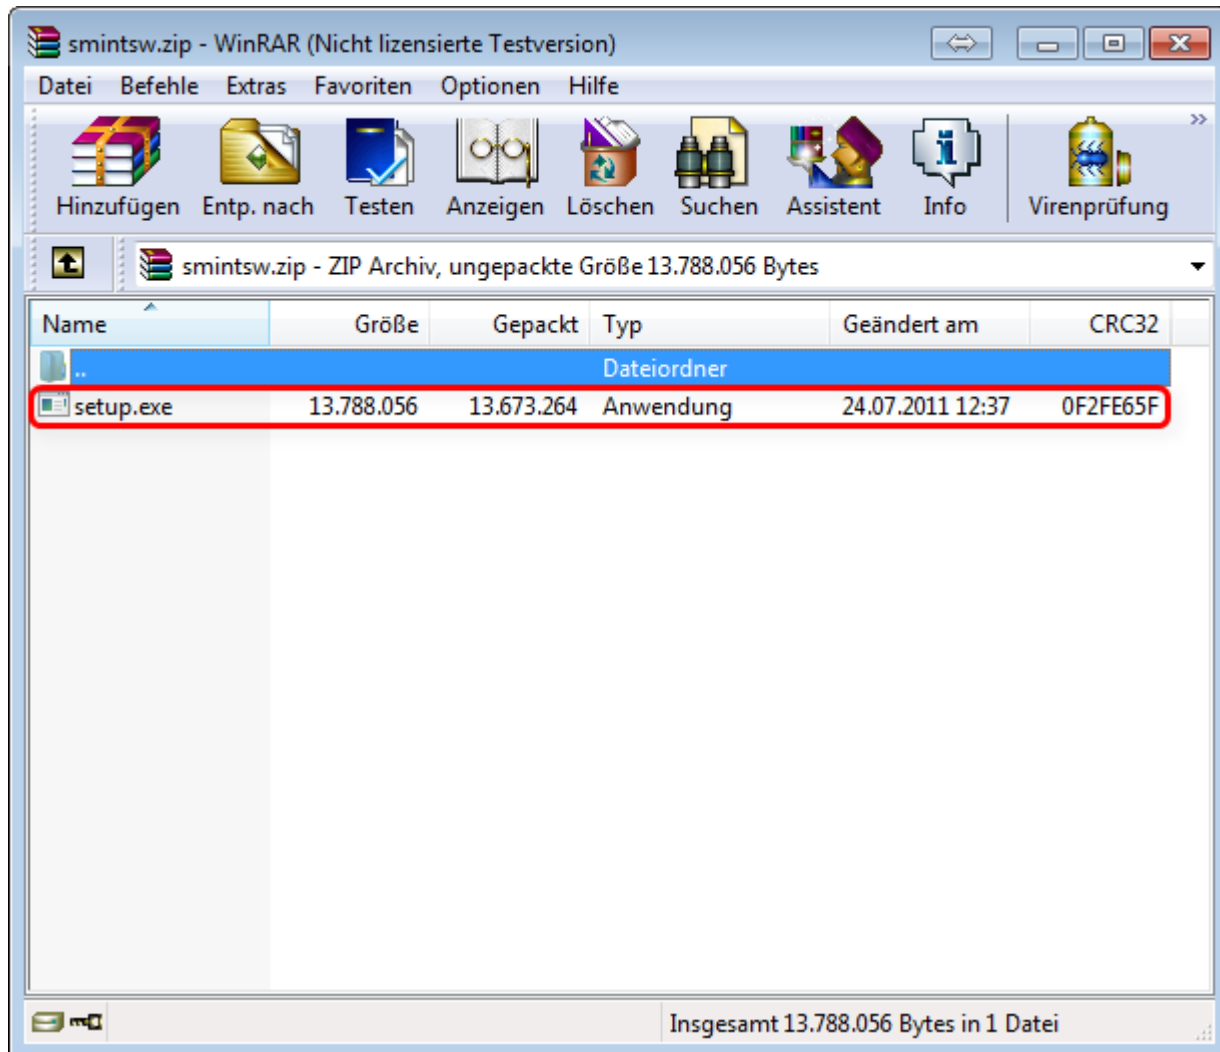 smintsw.zip - WinRAR (Nicht lizensierte Testversion)
Datei Befehle Extras Favoriten Optionen Hilfe
Hinzufügen Entp. nach Testen Anzeigen Löschen Suchen Assistent Info Virenprüfung
smintsw.zip - ZIP Archiv, ungepackte Größe 13.788.056 Bytes
Name Größe Gepackt Typ Geändert am CRC32
.. Dateiordner
setup.exe 13.788.056 13.673.264 Anwendung 24.07.2011 12:37 0F2FE65F
Insgesamt 13.788.056 Bytes in 1 Datei